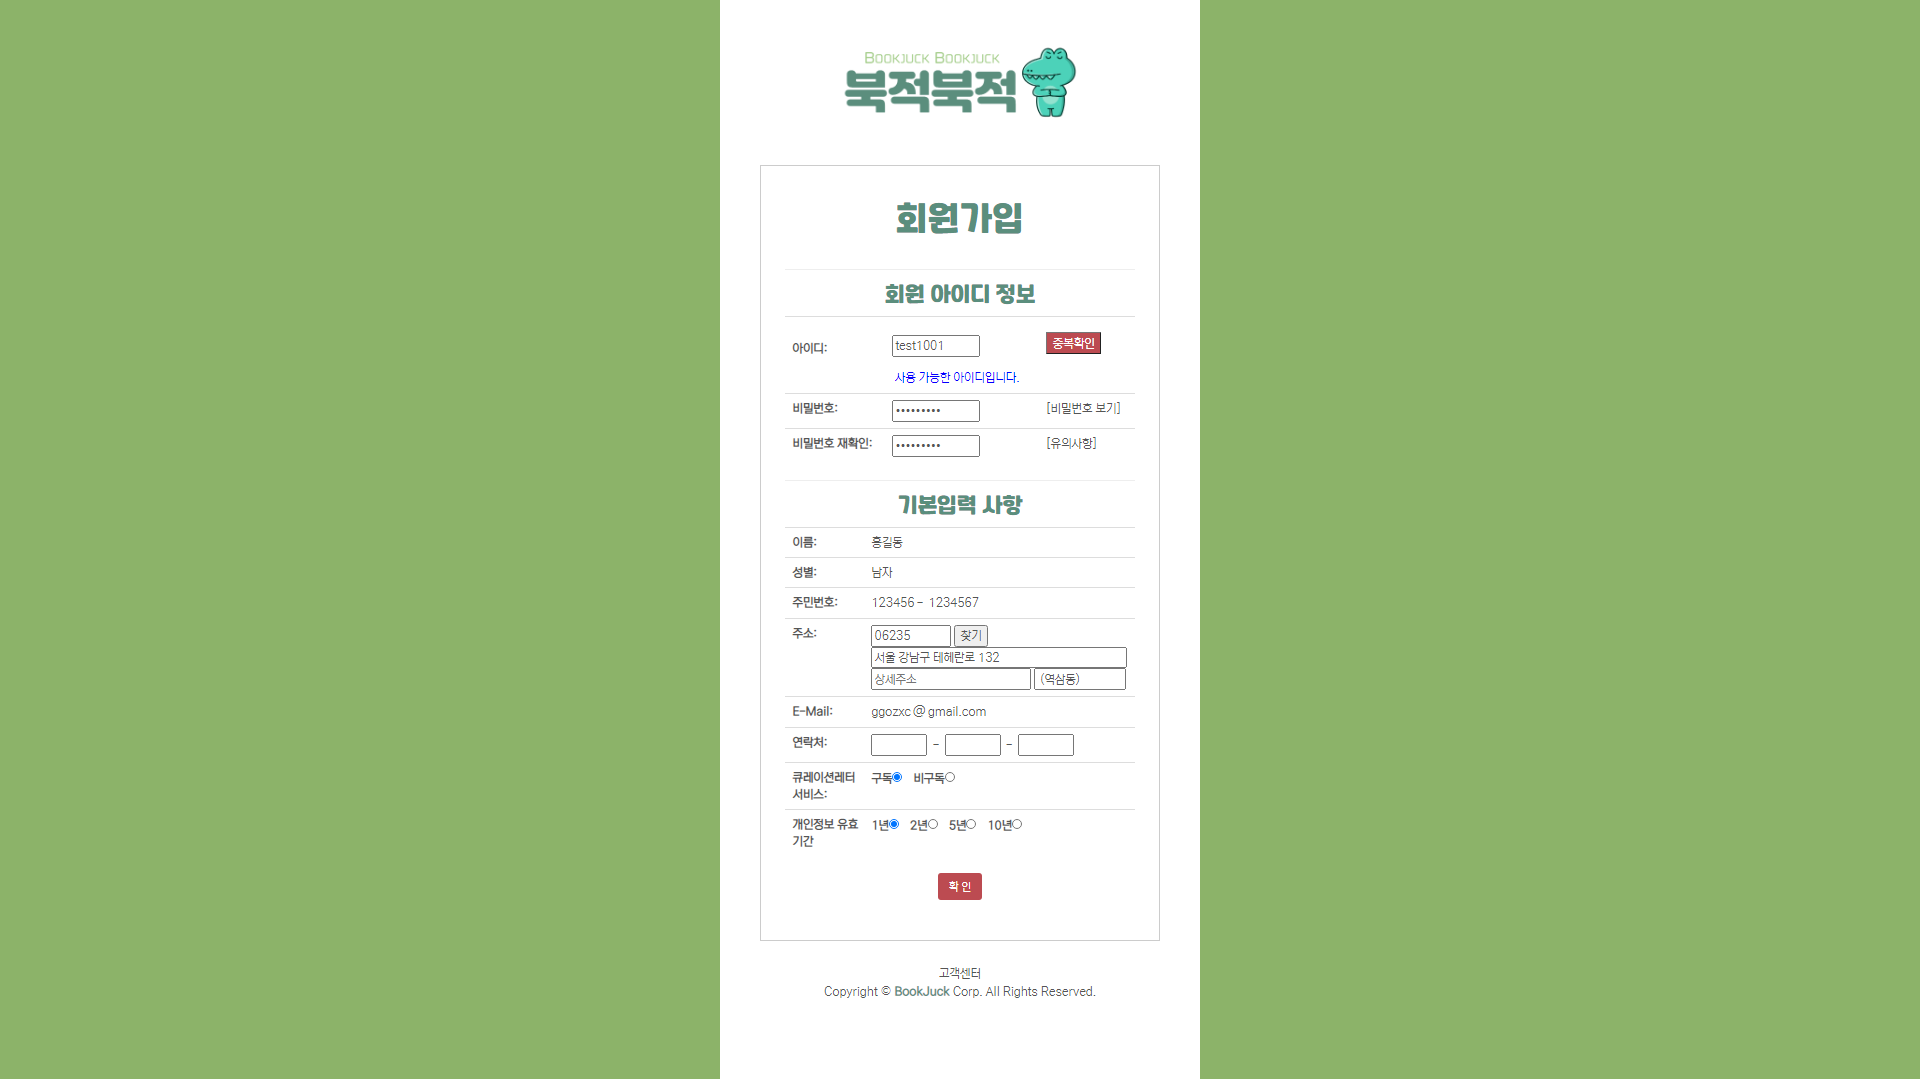 BOOKJUCK BOOKJUCK
북적북적
회원가입
회원 아이디 정보
아이디: test1001 중복확인
사용 가능한 아이디입니다.
비밀번호: ••••••••• [비밀번호 보기]
비밀번호 재확인: ••••••••• [유의사항]
기본입력 사항
이름: 홍길동
성별: 남자
주민번호: 123456 - 1234567
주소: 06235 찾기
서울 강남구 테헤란로 132
상세주소 (역삼동)
E-Mail: ggozxc @ gmail.com
연락처: - -
큐레이션레터 구독 비구독
서비스:
개인정보 유효 1년 2년 5년 10년
기간
확 인
고객센터
Copyright © BookJuck Corp. All Rights Reserved.